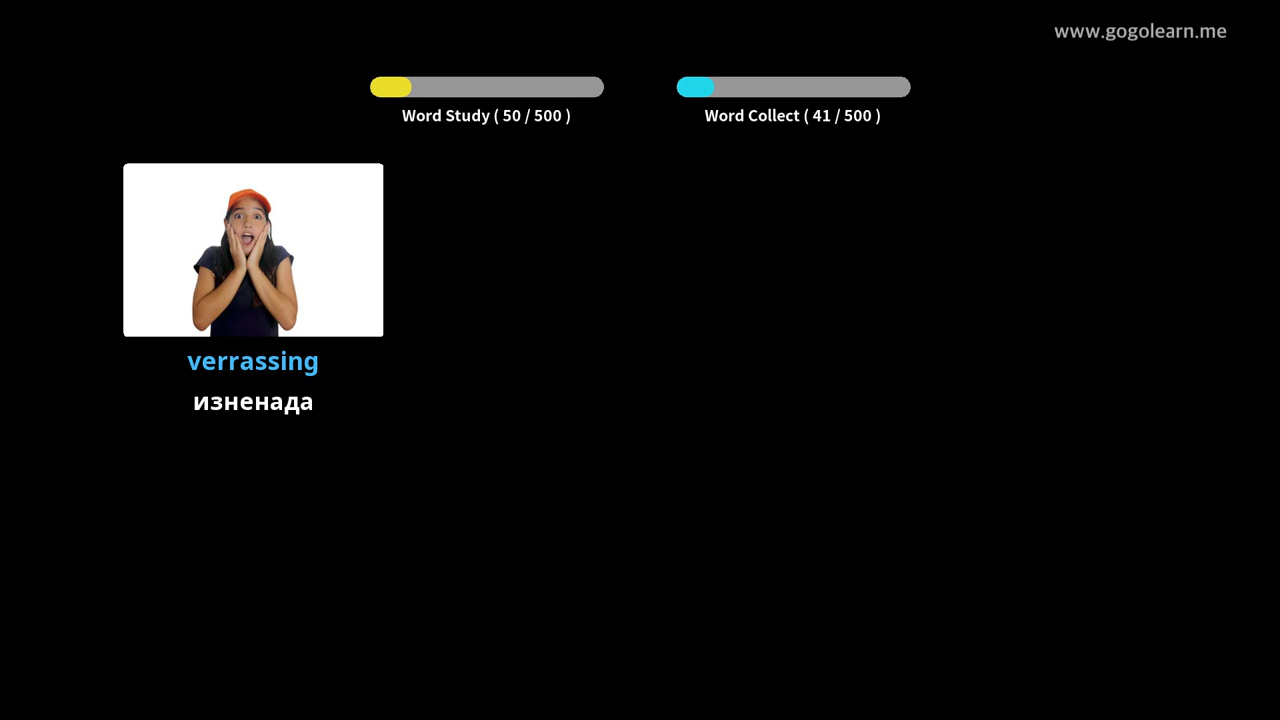 www.gogolearn.me
Word Study ( 50 / 500 )
Word Collect ( 41 / 500 )
verrassing
изненада